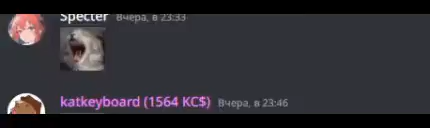 Specter Вчера, в 23:33
katkeyboard (1564 KC$) Вчера, в 23:46